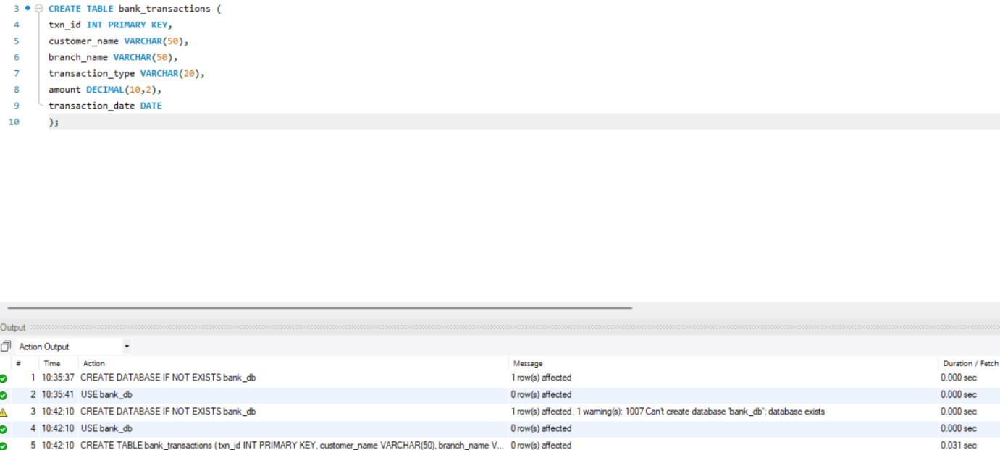 3 CREATE TABLE bank_transactions (
4 txn_id INT PRIMARY KEY,
5 customer_name VARCHAR(50),
6 branch_name VARCHAR(50),
7 transaction_type VARCHAR(20),
8 amount DECIMAL(10,2),
9 transaction_date DATE
10 );
Output
Action Output
# Time Action Message Duration / Fetch
1 10:35:37 CREATE DATABASE IF NOT EXISTS bank_db 1 row(s) affected 0.000 sec
2 10:35:41 USE bank_db 0 row(s) affected 0.000 sec
3 10:42:10 CREATE DATABASE IF NOT EXISTS bank_db 1 row(s) affected, 1 warning(s): 1007 Can't create database 'bank_db'; database exists 0.000 sec
4 10:42:10 USE bank_db 0 row(s) affected 0.000 sec
5 10:42:10 CREATE TABLE bank_transactions ( txn_id INT PRIMARY KEY, customer_name VARCHAR(50), branch_name V... 0 row(s) affected 0.031 sec